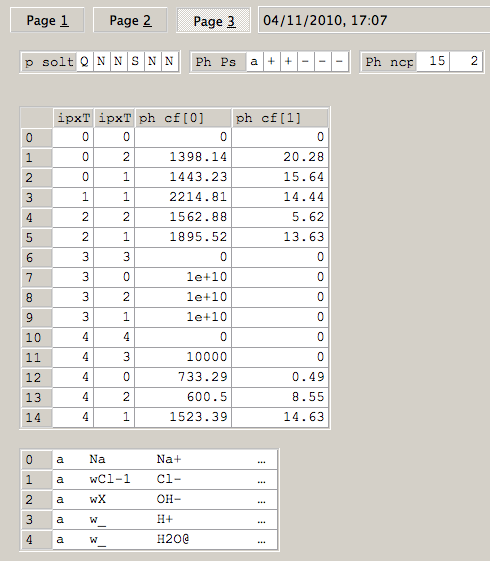 Page 1 Page 2 Page 3 04/11/2010, 17:07
p solt Q N N S N N Ph Ps a + + - - - Ph ncp 15 2
ipxT ipxT ph cf[0] ph cf[1]
0 0 0 0 0
1 0 2 1398.14 20.28
2 0 1 1443.23 15.64
3 1 1 2214.81 14.44
4 2 2 1562.88 5.62
5 2 1 1895.52 13.63
6 3 3 0 0
7 3 0 1e+10 0
8 3 2 1e+10 0
9 3 1 1e+10 0
10 4 4 0 0
11 4 3 10000 0
12 4 0 733.29 0.49
13 4 2 600.5 8.55
14 4 1 1523.39 14.63
0 a Na Na+ …
1 a wCl-1 Cl- …
2 a wX OH- …
3 a w_ H+ …
4 a w_ H2O@ …